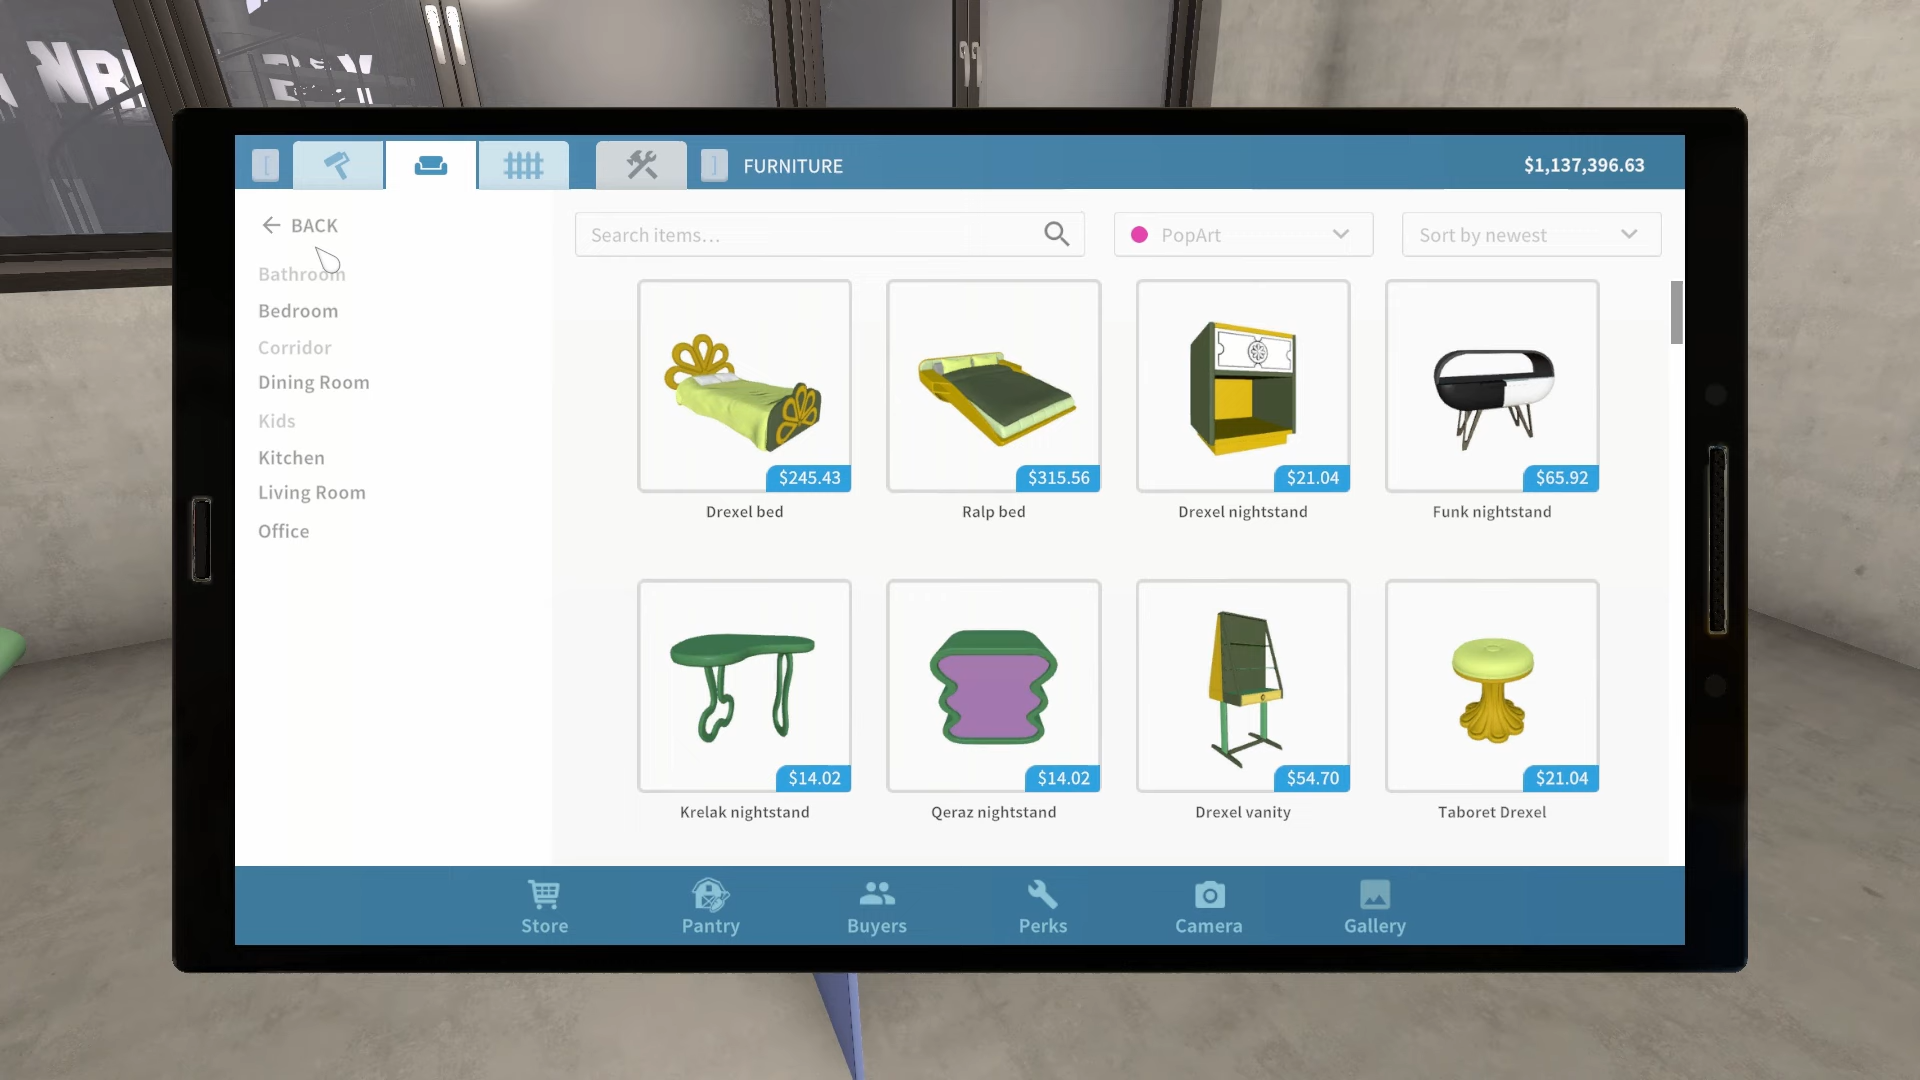 [
]
FURNITURE
$1,137,396.63
BACK
Bathroom
Bedroom
Corridor
Dining Room
Kids
Kitchen
Living Room
Office
Search items...
PopArt
Sort by newest
$245.43
$315.56
$21.04
$65.92
Drexel bed
Ralp bed
Drexel nightstand
Funk nightstand
$14.02
$14.02
$54.70
$21.04
Krelak nightstand
Qeraz nightstand
Drexel vanity
Taboret Drexel
Store
Pantry
Buyers
Perks
Camera
Gallery